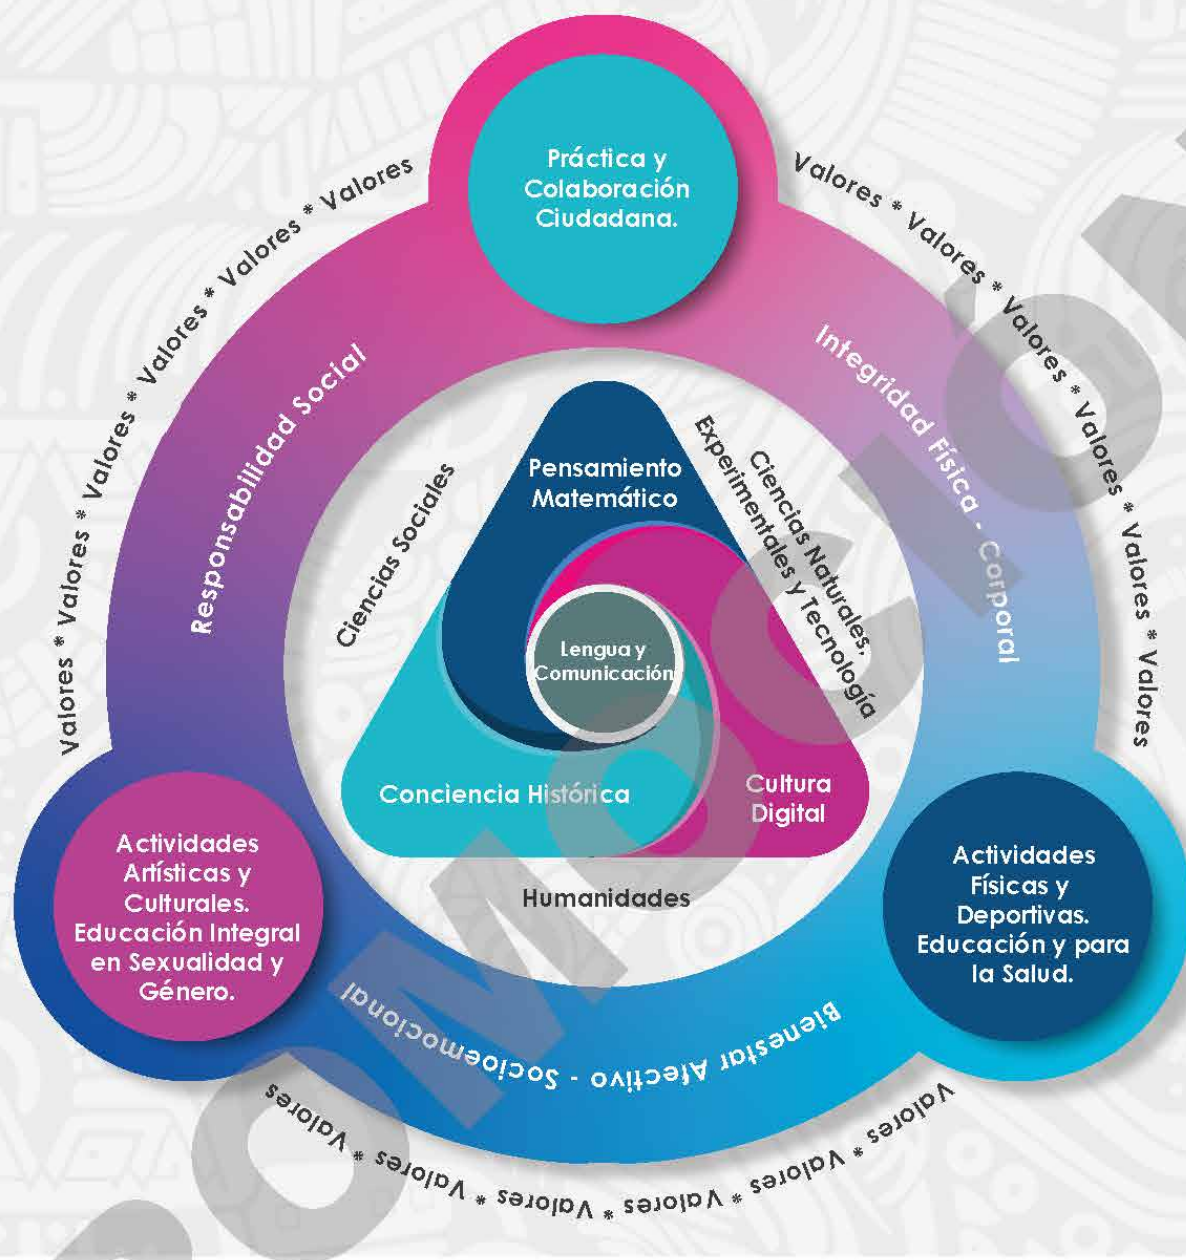 Práctica y
Colaboración
Ciudadana.
Valores * Valores * Valores * Valores * Valores * Valores
Valores * Valores * Valores * Valores * Valores * Valores
Responsabilidad Social
Integridad Física - Corporal
Ciencias Sociales
Pensamiento
Matemático
Ciencias Naturales,
Experimentales y Tecnología
Lengua y
Comunicación
Conciencia Histórica
Cultura
Digital
Humanidades
Actividades
Artísticas y
Culturales.
Educación Integral
en Sexualidad y
Género.
Actividades
Físicas y
Deportivas.
Educación y para
la Salud.
Bienestar Afectivo - Socioemocional
Valores * Valores * Valores * Valores * Valores * Valores